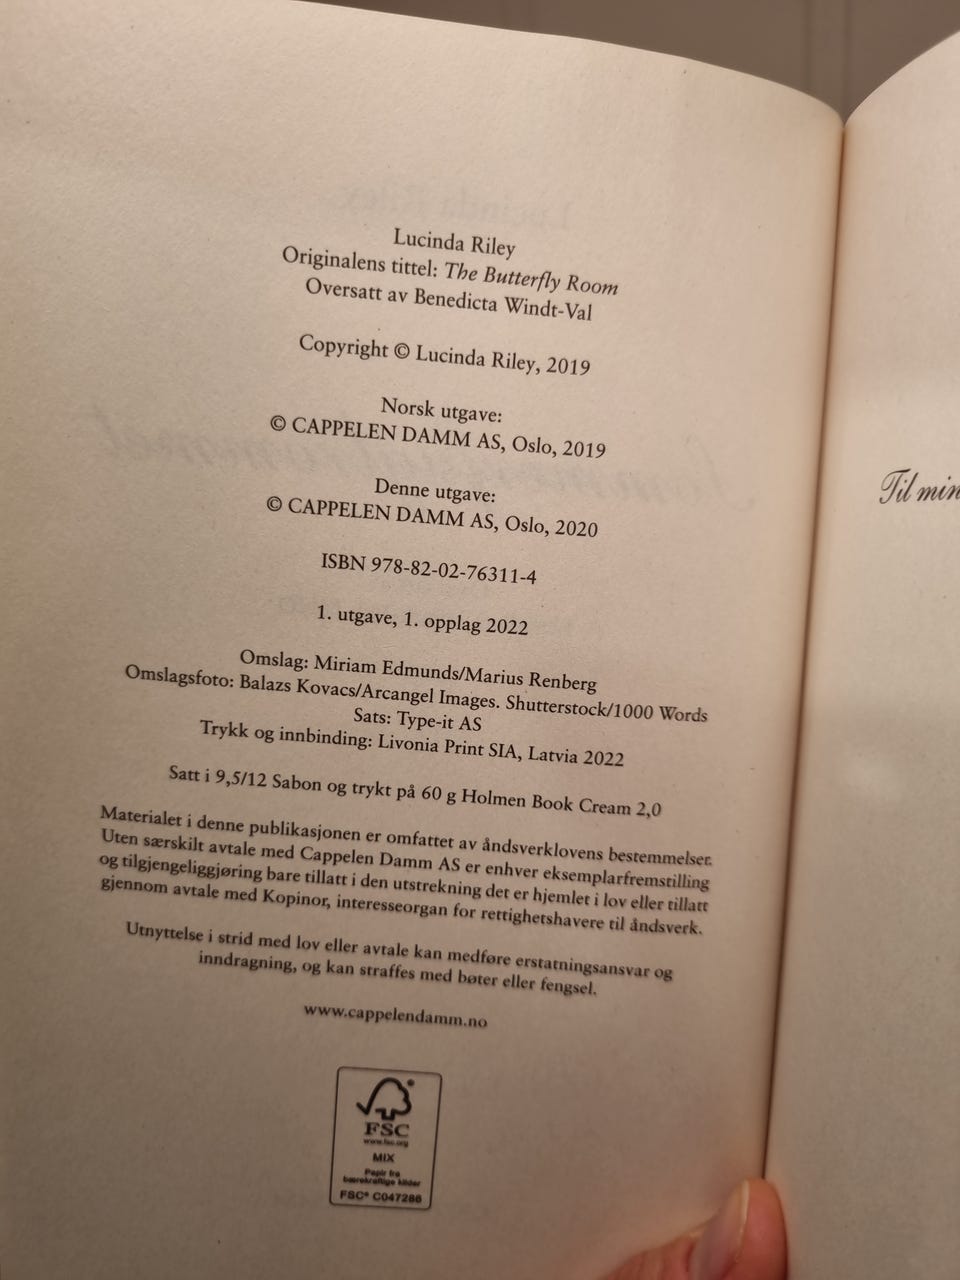 Lucinda Riley
Originalens tittel: The Butterfly Room
Oversatt av Benedicta Windt-Val
Copyright © Lucinda Riley, 2019
Norsk utgave:
© CAPPELEN DAMM AS, Oslo, 2019
Denne utgave:
© CAPPELEN DAMM AS, Oslo, 2020
ISBN 978-82-02-76311-4
1. utgave, 1. opplag 2022
Omslag: Miriam Edmunds/Marius Renberg
Omslagsfoto: Balazs Kovacs/Arcangel Images. Shutterstock/1000 Words
Sats: Type-it AS
Trykk og innbinding: Livonia Print SIA, Latvia 2022
Satt i 9,5/12 Sabon og trykt på 60 g Holmen Book Cream 2,0
Materialet i denne publikasjonen er omfattet av åndsverklovens bestemmelser.
Uten særskilt avtale med Cappelen Damm AS er enhver eksemplarfremstilling
og tilgjengeliggjøring bare tillatt i den utstrekning det er hjemlet i lov eller tillatt
gjennom avtale med Kopinor, interesseorgan for rettighetshavere til åndsverk.
Utnyttelse i strid med lov eller avtale kan medføre erstatningsansvar og
inndragning, og kan straffes med bøter eller fengsel.
www.cappelendamm.no
FSC
www.fsc.org
MIX
Papir fra
bærekraftige kilder
FSC® C047286
Til min